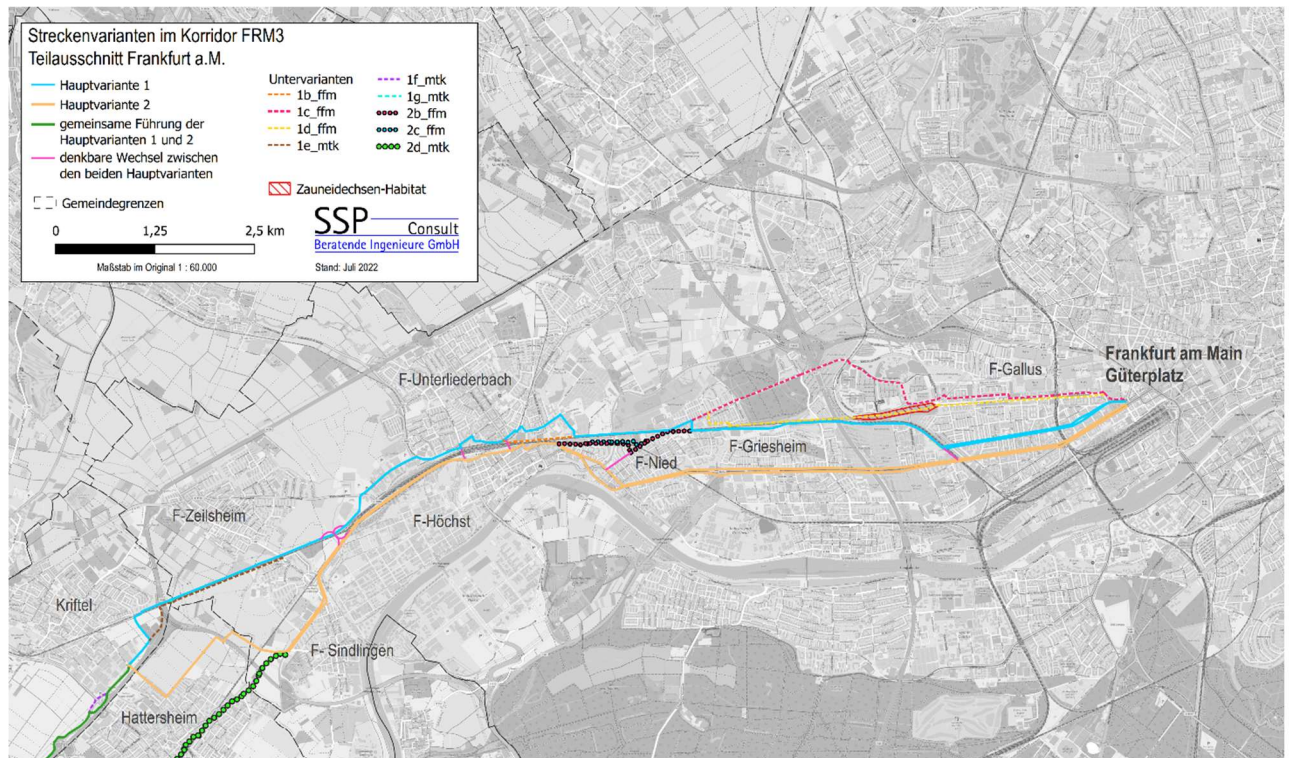 Streckenvarianten im Korridor FRM3
Teilausschnitt Frankfurt a.M.
Hauptvariante 1
Hauptvariante 2
gemeinsame Führung der
Hauptvarianten 1 und 2
denkbare Wechsel zwischen
den beiden Hauptvarianten
Gemeindegrenzen
0 1,25 2,5 km
Maßstab im Original 1 : 60.000
Untervarianten
1b_ffm
1c_ffm
1d_ffm
1e_mtk
1f_mtk
1g_mtk
2b_ffm
2c_ffm
2d_mtk
Zauneidechsen-Habitat
SSP Consult
Beratende Ingenieure GmbH
Stand: Juli 2022
Frankfurt am Main
Güterplatz
F-Gallus
F-Unterliederbach
F-Griesheim
F-Nied
F-Zeilsheim
F-Höchst
Kriftel
F- Sindlingen
Hattersheim